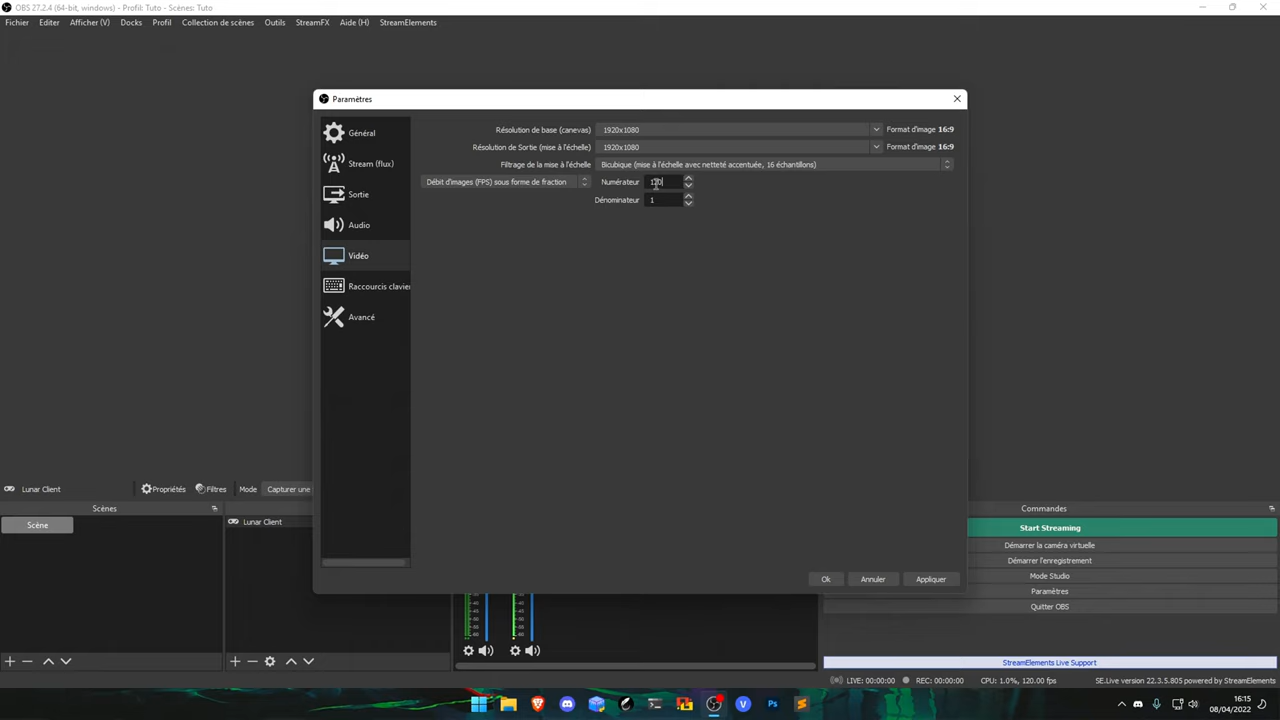 OBS 27.2.4 (64-bit, windows) - Profil: Tuto - Scènes: Tuto
Fichier Editer Afficher (V) Docks Profil Collection de scènes Outils StreamFX Aide (H) StreamElements
Paramètres
Général
Stream (flux)
Sortie
Audio
Vidéo
Raccourcis clavier
Avancé
Résolution de base (canevas) 1920x1080 Format d'image 16:9
Résolution de Sortie (mise à l'échelle) 1920x1080 Format d'image 16:9
Filtrage de la mise à l'échelle Bicubique (mise à l'échelle avec netteté accentuée, 16 échantillons)
Débit d'images (FPS) sous forme de fraction Numérateur 120
Dénominateur 1
Ok Annuler Appliquer
Lunar Client Propriétés Filtres Mode Capturer une
Scènes
Scène
Lunar Client
Commandes
Start Streaming
Démarrer la caméra virtuelle
Démarrer l'enregistrement
Mode Studio
Paramètres
Quitter OBS
StreamElements Live Support
LIVE: 00:00:00 REC: 00:00:00 CPU: 1.0%, 120.00 fps SE.Live version 22.3.5.805 powered by StreamElements
16:15
08/04/2022